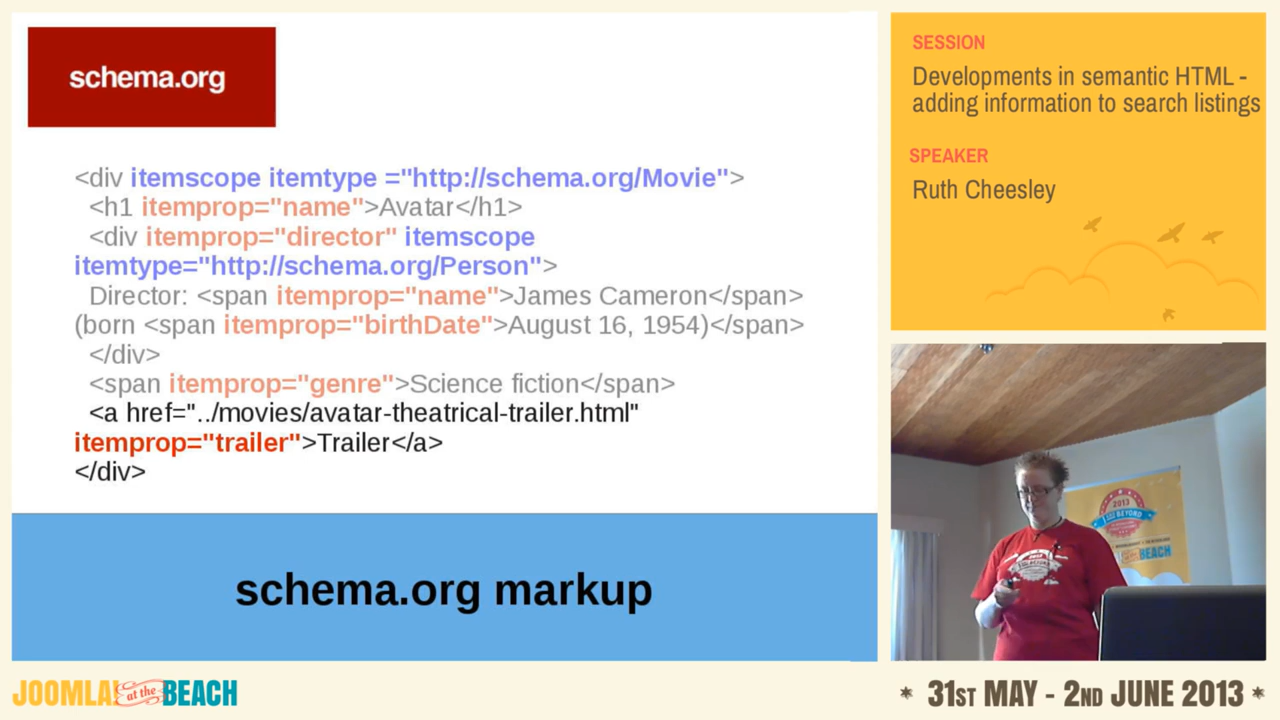 schema.org
<div itemscope itemtype ="http://schema.org/Movie">
<h1 itemprop="name">Avatar</h1>
<div itemprop="director" itemscope
itemtype="http://schema.org/Person">
Director: <span itemprop="name">James Cameron</span>
(born <span itemprop="birthDate">August 16, 1954)</span>
</div>
<span itemprop="genre">Science fiction</span>
<a href="../movies/avatar-theatrical-trailer.html"
itemprop="trailer">Trailer</a>
</div>
schema.org markup
SESSION
Developments in semantic HTML -
adding information to search listings
SPEAKER
Ruth Cheesley
2013
BEYOND
BEACH
JOOMLA! at the BEACH
* 31ST MAY - 2ND JUNE 2013 *